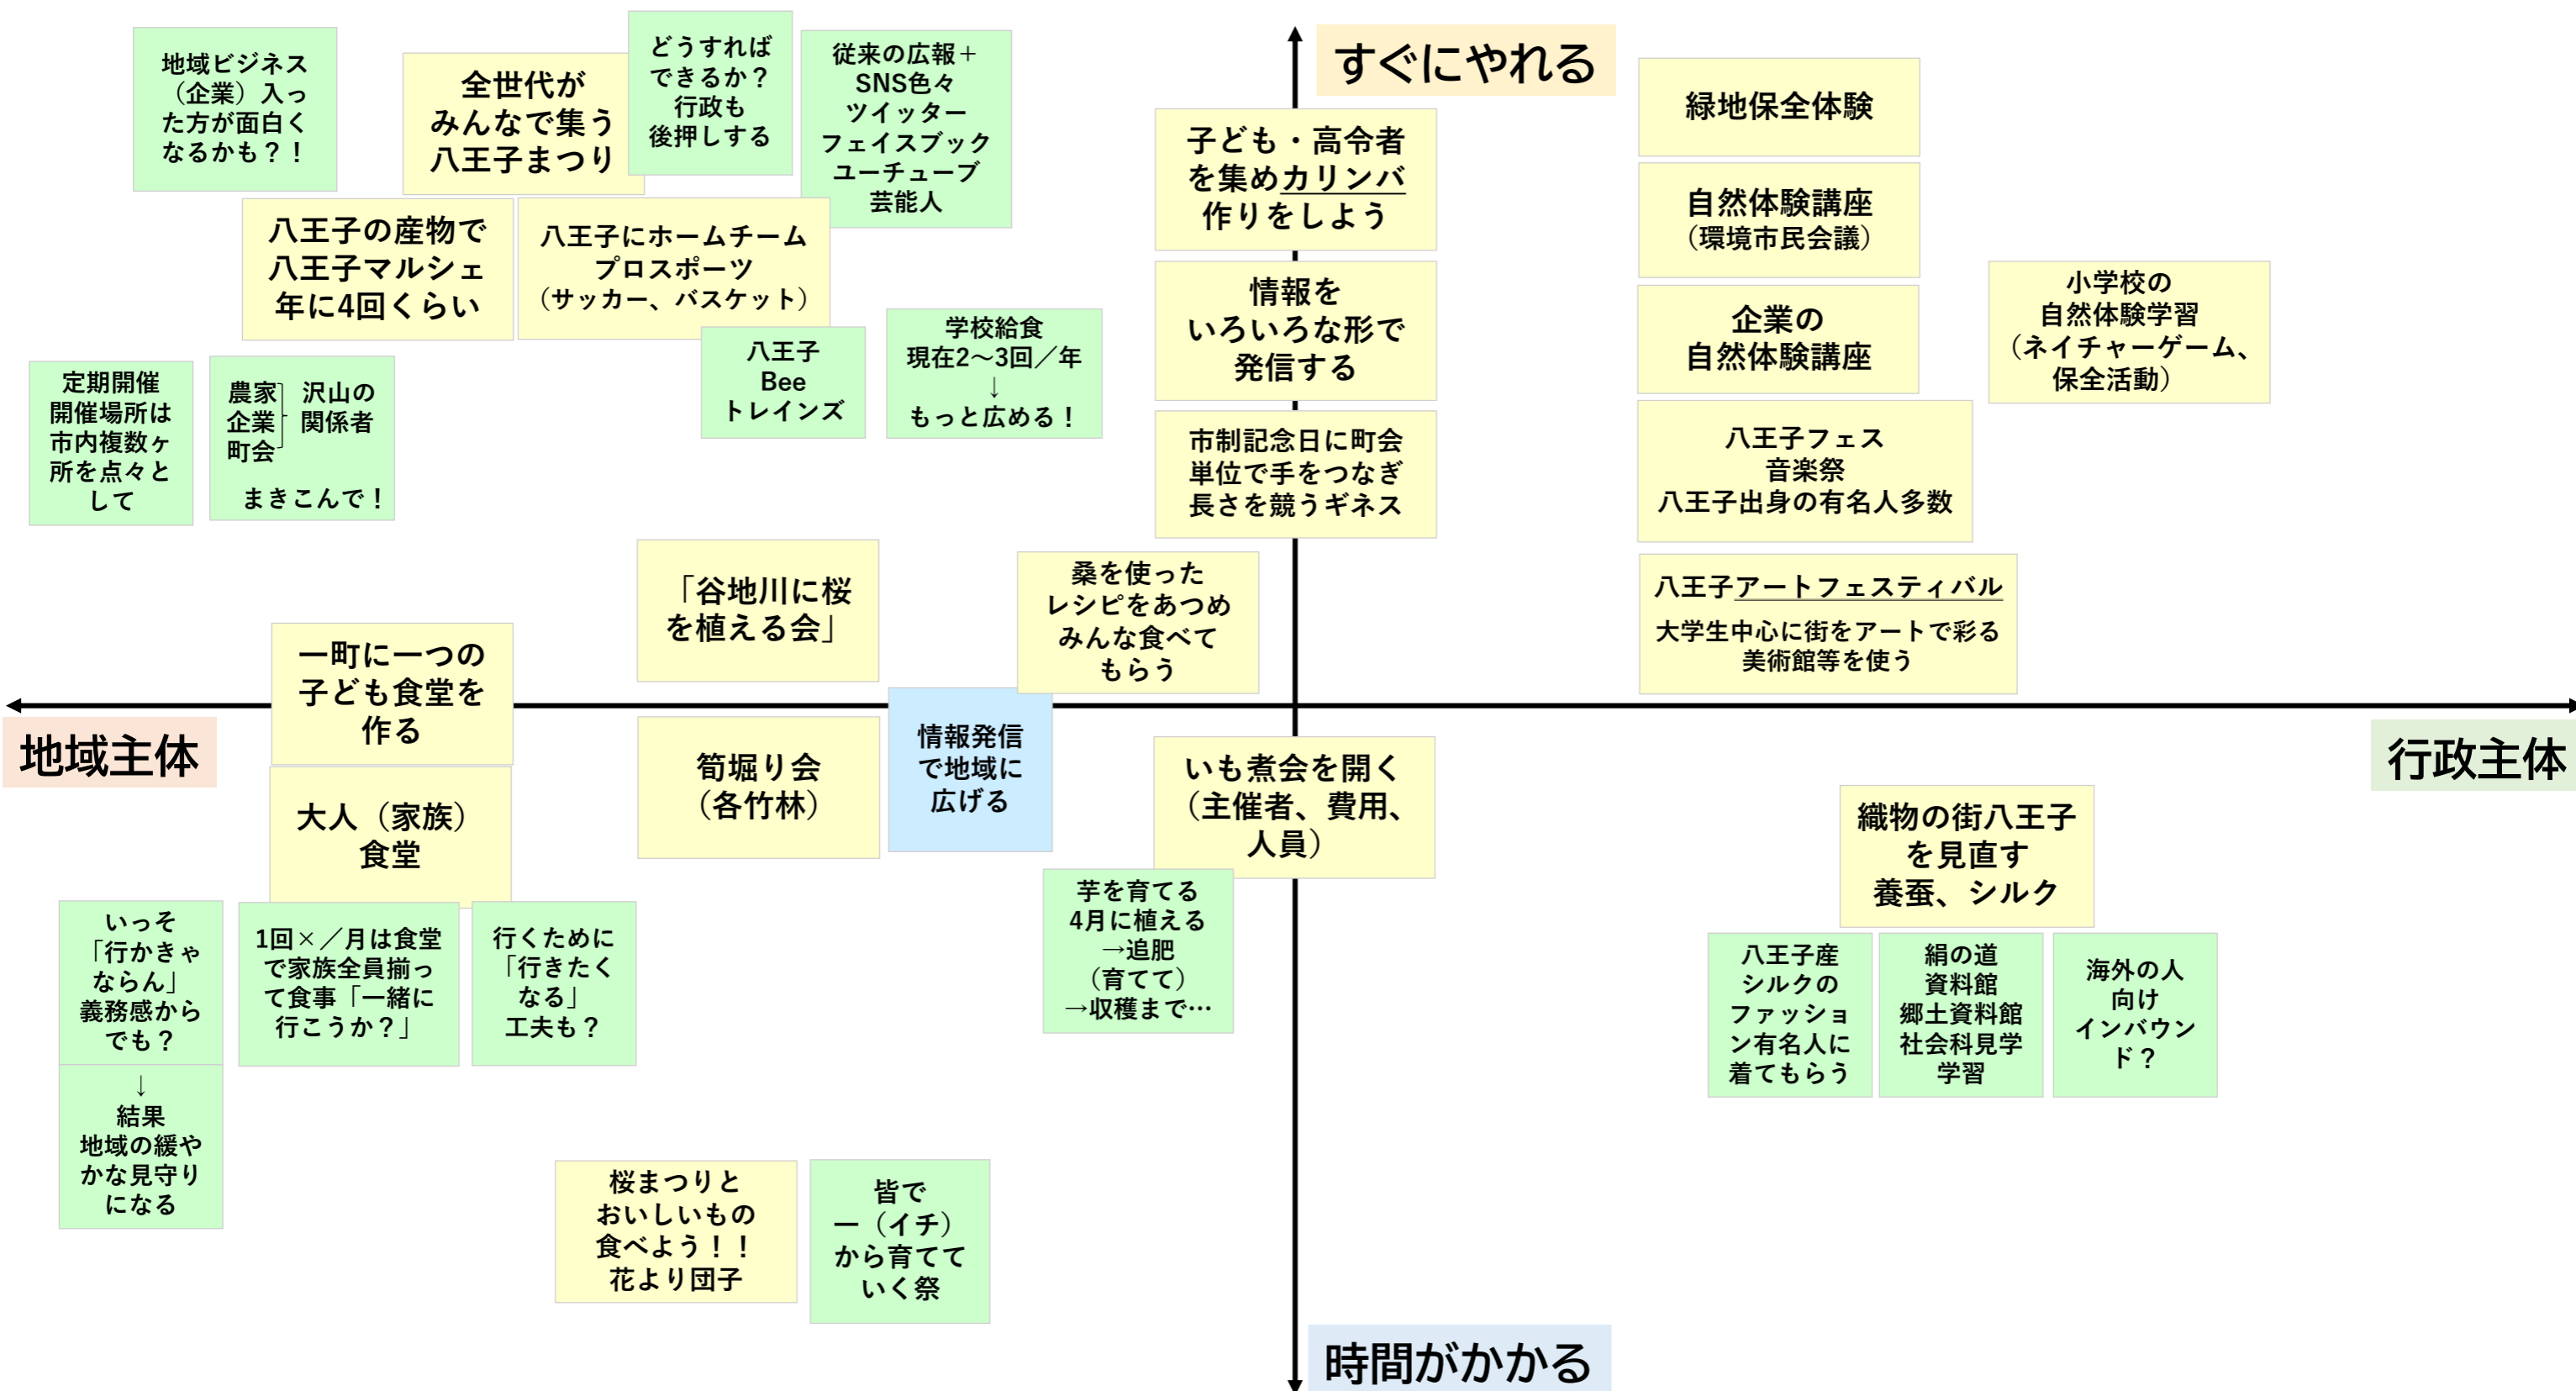 地域ビジネス
（企業）入っ
た方が面白く
なるかも？！
全世代が
みんなで集う
八王子まつり
どうすれば
できるか？
行政も
後押しする
従来の広報＋
SNS色々
ツイッター
フェイスブック
ユーチューブ
芸能人
八王子の産物で
八王子マルシェ
年に4回くらい
八王子にホームチーム
プロスポーツ
（サッカー、バスケット）
八王子
Bee
トレインズ
学校給食
現在2～3回／年
↓
もっと広める！
定期開催
開催場所は
市内複数ヶ
所を点々と
して
農家
企業
町会
沢山の
関係者
まきこんで！
すぐにやれる
子ども・高令者
を集めカリンバ
作りをしよう
情報を
いろいろな形で
発信する
市制記念日に町会
単位で手をつなぎ
長さを競うギネス
緑地保全体験
自然体験講座
（環境市民会議）
企業の
自然体験講座
小学校の
自然体験学習
（ネイチャーゲーム、
保全活動）
八王子フェス
音楽祭
八王子出身の有名人多数
八王子アートフェスティバル
大学生中心に街をアートで彩る
美術館等を使う
「谷地川に桜
を植える会」
桑を使った
レシピをあつめ
みんな食べて
もらう
一町に一つの
子ども食堂を
作る
地域主体
大人（家族）
食堂
筍堀り会
（各竹林）
情報発信
で地域に
広げる
いも煮会を開く
（主催者、費用、
人員）
行政主体
芋を育てる
4月に植える
→追肥
（育てて）
→収穫まで…
織物の街八王子
を見直す
養蚕、シルク
八王子産
シルクの
ファッショ
ン有名人に
着てもらう
絹の道
資料館
郷土資料館
社会科見学
学習
海外の人
向け
インバウン
ド？
いっそ
「行かきゃ
ならん」
義務感から
でも？
1回×／月は食堂
で家族全員揃っ
て食事「一緒に
行こうか？」
行くために
「行きたく
なる」
工夫も？
↓
結果
地域の緩や
かな見守り
になる
桜まつりと
おいしいもの
食べよう！！
花より団子
皆で
一（イチ）
から育てて
いく祭
時間がかかる